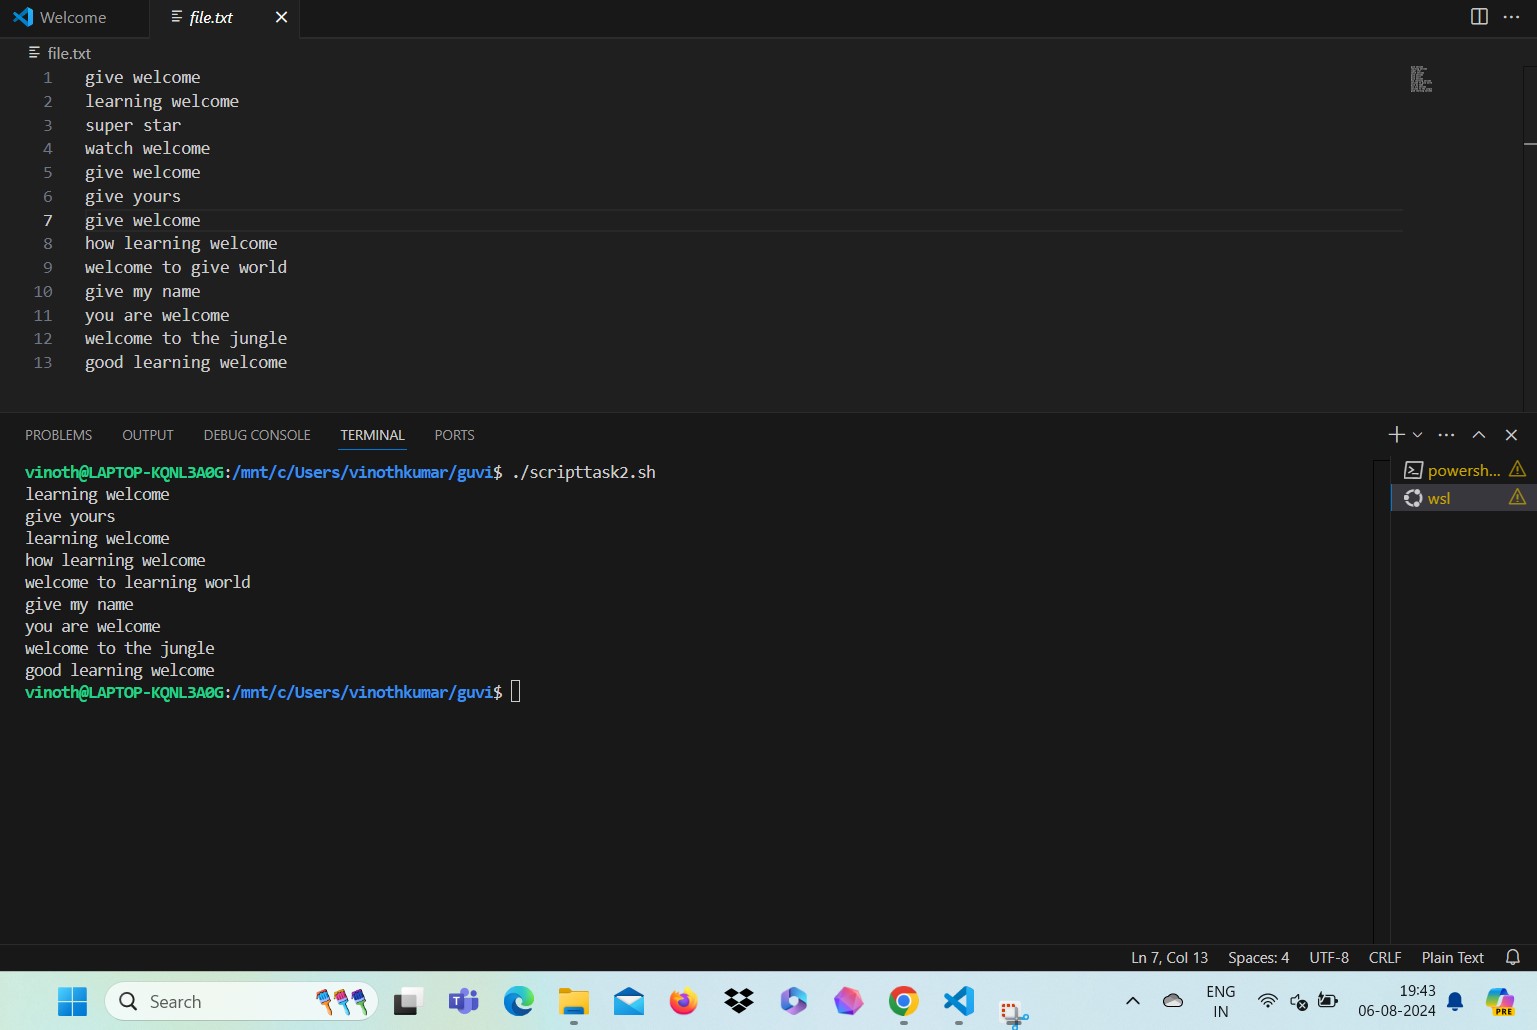 Welcome
file.txt
file.txt
1 give welcome
2 learning welcome
3 super star
4 watch welcome
5 give welcome
6 give yours
7 give welcome
8 how learning welcome
9 welcome to give world
10 give my name
11 you are welcome
12 welcome to the jungle
13 good learning welcome
PROBLEMS OUTPUT DEBUG CONSOLE TERMINAL PORTS
vinoth@LAPTOP-KQNL3A0G:/mnt/c/Users/vinothkumar/guvi$ ./scripttask2.sh
learning welcome
give yours
learning welcome
how learning welcome
welcome to learning world
give my name
you are welcome
welcome to the jungle
good learning welcome
vinoth@LAPTOP-KQNL3A0G:/mnt/c/Users/vinothkumar/guvi$
powersh...
wsl
Ln 7, Col 13 Spaces: 4 UTF-8 CRLF Plain Text
Search
ENG
IN
19:43
06-08-2024
PRE